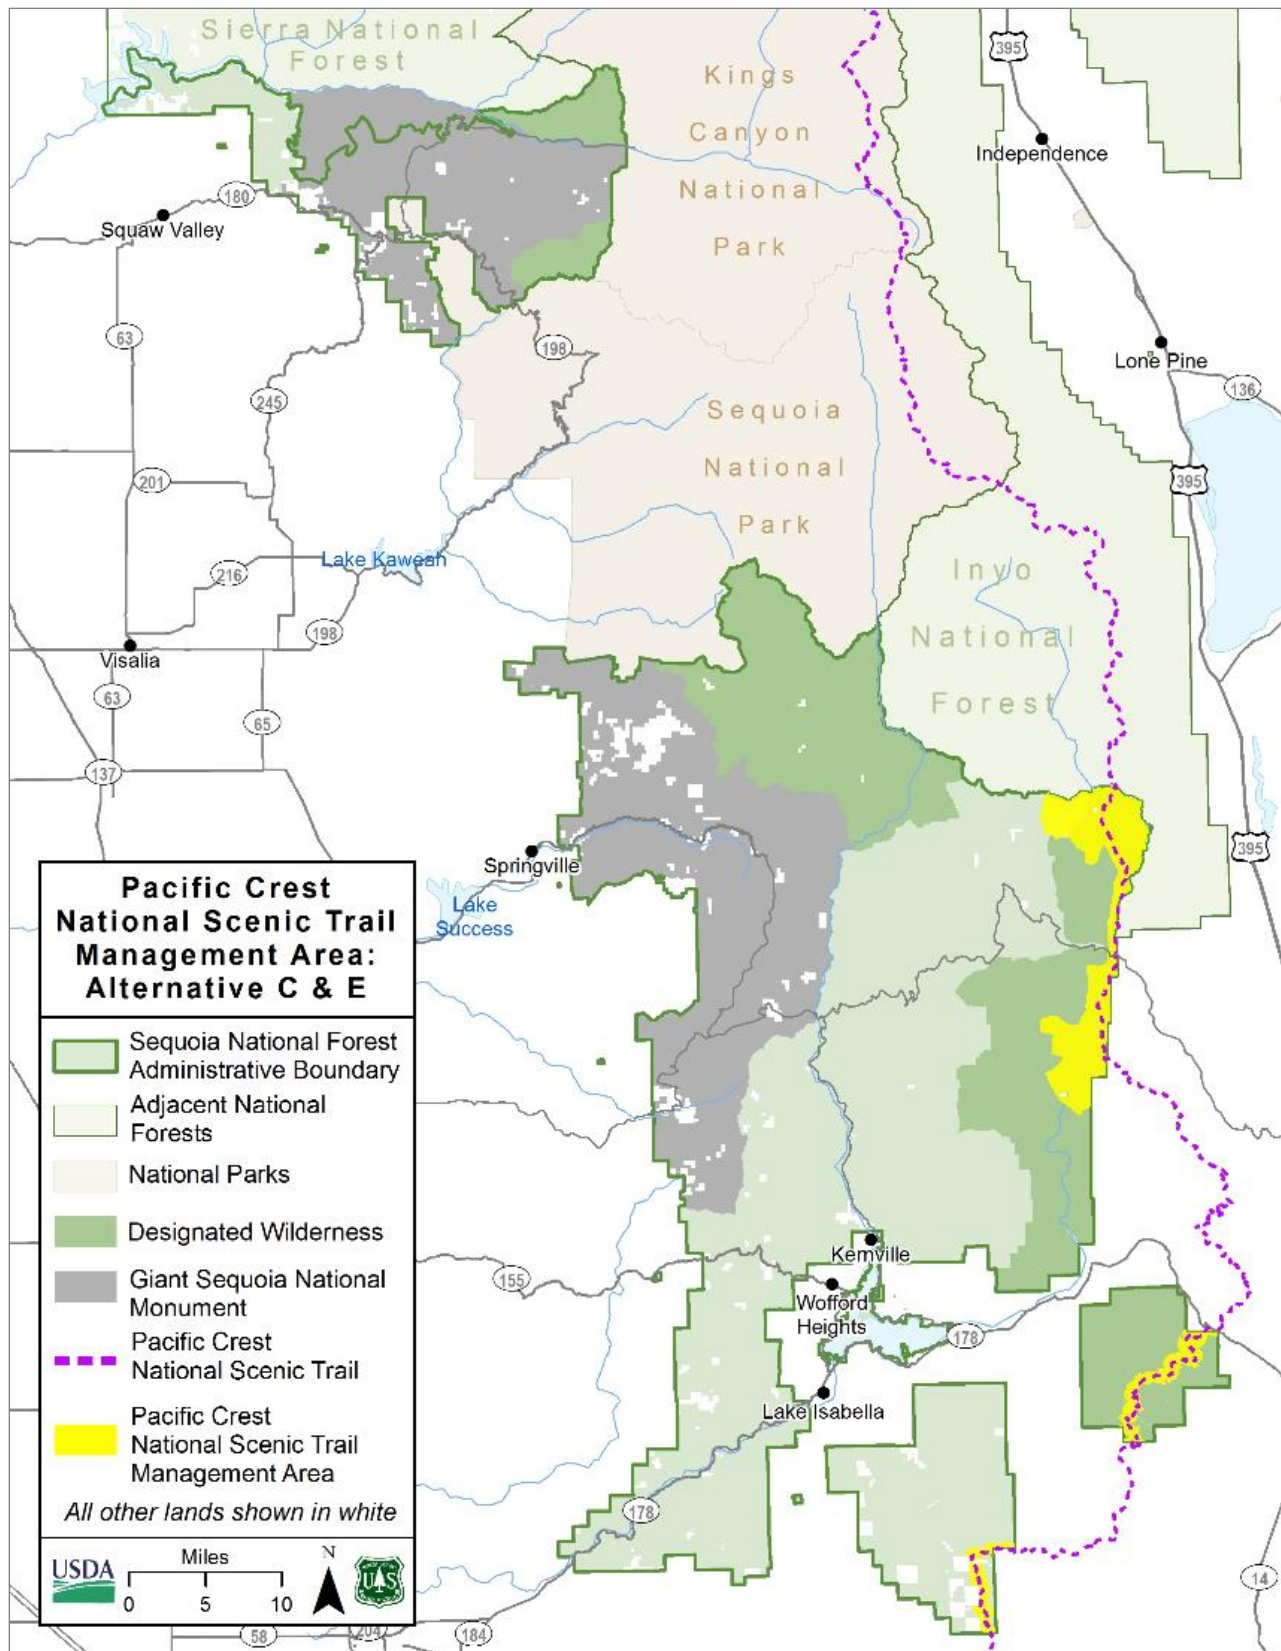 Sierra National
Forest
Kings
Canyon
National
Park
395
Independence
180
Squaw Valley
63
198
Lone Pine
136
245
Sequoia
National
Park
201
395
Lake Kaweah
216
Inyo
National
Forest
198
Visalia
63
65
137
395
Springville
Lake
Success
Pacific Crest
National Scenic Trail
Management Area:
Alternative C & E
Sequoia National Forest
Administrative Boundary
Adjacent National
Forests
National Parks
Designated Wilderness
Giant Sequoia National
Monument
Pacific Crest
National Scenic Trail
Pacific Crest
National Scenic Trail
Management Area
All other lands shown in white
USDA
Miles
0 5 10
N
U S
Kernville
155
Wofford
Heights
178
Lake Isabella
178
14
58
204
184